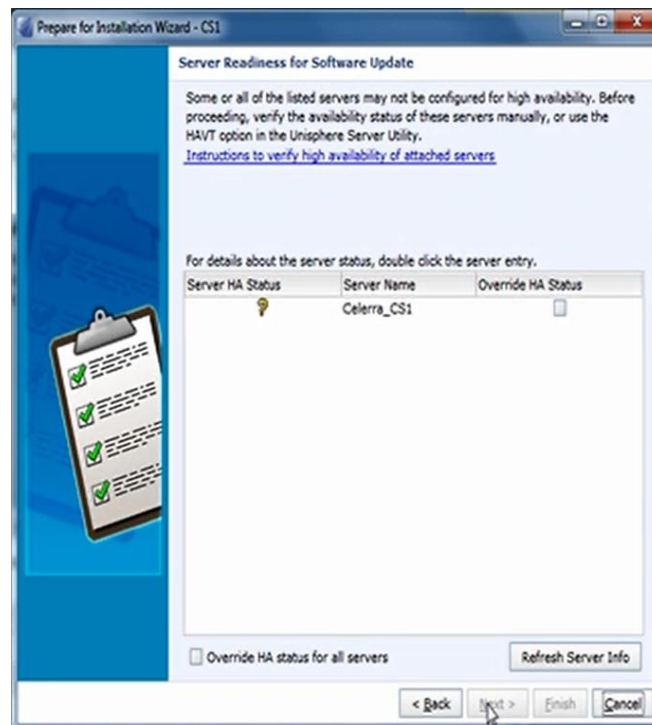 Prepare for Installation Wizard - CS1
Server Readiness for Software Update
Some or all of the listed servers may not be configured for high availability. Before
proceeding, verify the availability status of these servers manually, or use the
HAVT option in the Unisphere Server Utility.
Instructions to verify high availability of attached servers
For details about the server status, double click the server entry.
Server HA Status Server Name Override HA Status
? Celerra_CS1
Override HA status for all servers Refresh Server Info
< Back Next > Finish Cancel